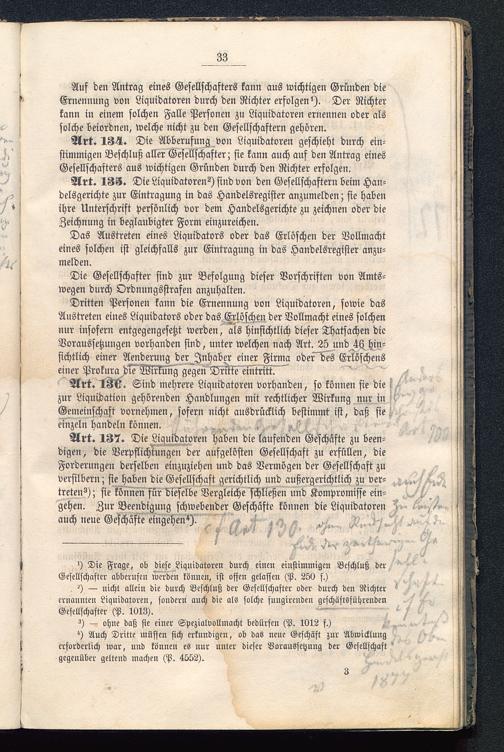 33
Auf den Antrag eines Gesellschafters kann aus wichtigen Gründen die
Ernennung von Liquidatoren durch den Richter erfolgen¹). Der Richter
kann in einem solchen Falle Personen zu Liquidatoren ernennen oder als
solche beiordnen, welche nicht zu den Gesellschaftern gehören.
Art. 134. Die Abberufung von Liquidatoren geschieht durch ein-
stimmigen Beschluß aller Gesellschafter; sie kann auch auf den Antrag eines
Gesellschafters aus wichtigen Gründen durch den Richter erfolgen.
Art. 135. Die Liquidatoren²) sind von den Gesellschaftern beim Han-
delsgerichte zur Eintragung in das Handelsregister anzumelden; sie haben
ihre Unterschrift persönlich vor dem Handelsgerichte zu zeichnen oder die
Zeichnung in beglaubigter Form einzureichen.
Das Austreten eines Liquidators oder das Erlöschen der Vollmacht
eines solchen ist gleichfalls zur Eintragung in das Handelsregister anzu-
melden.
Die Gesellschafter sind zur Befolgung dieser Vorschriften von Amts-
wegen durch Ordnungsstrafen anzuhalten.
Dritten Personen kann die Ernennung von Liquidatoren, sowie das
Austreten eines Liquidators oder das Erlöschen der Vollmacht eines solchen
nur insofern entgegengesetzt werden, als hinsichtlich dieser Thatsachen die
Voraussetzungen vorhanden sind, unter welchen nach Art. 25 und 46 hin-
sichtlich einer Aenderung der Inhaber einer Firma oder des Erlöschens
einer Prokura die Wirkung gegen Dritte eintritt.
Art. 136. Sind mehrere Liquidatoren vorhanden, so können sie die
zur Liquidation gehörenden Handlungen mit rechtlicher Wirkung nur in
Gemeinschaft vornehmen, sofern nicht ausdrücklich bestimmt ist, daß sie
einzeln handeln können.
Art. 137. Die Liquidatoren haben die laufenden Geschäfte zu been-
digen, die Verpflichtungen der aufgelösten Gesellschaft zu erfüllen, die
Forderungen derselben einzuziehen und das Vermögen der Gesellschaft zu
versilbern; sie haben die Gesellschaft gerichtlich und außergerichtlich zu ver-
treten³); sie können für dieselbe Vergleiche schließen und Kompromisse ein-
gehen. Zur Beendigung schwebender Geschäfte können die Liquidatoren
auch neue Geschäfte eingehen⁴).
Art 130.
¹) Die Frage, ob diese Liquidatoren durch einen einstimmigen Beschluß der
Gesellschafter abberufen werden können, ist offen gelassen (P. 250 f.)
²) — nicht allein die durch Beschluß der Gesellschafter oder durch den Richter
ernannten Liquidatoren, sondern auch die als solche fungirenden geschäftsführenden
Gesellschafter (P. 1013).
³) — ohne daß sie einer Spezialvollmacht bedürfen (P. 1012 f.)
⁴) Auch Dritte müssen sich erkundigen, ob das neue Geschäft zur Abwicklung
erforderlich war, und können es nur unter dieser Voraussetzung der Gesellschaft
gegenüber geltend machen (P. 4552).
3
1877